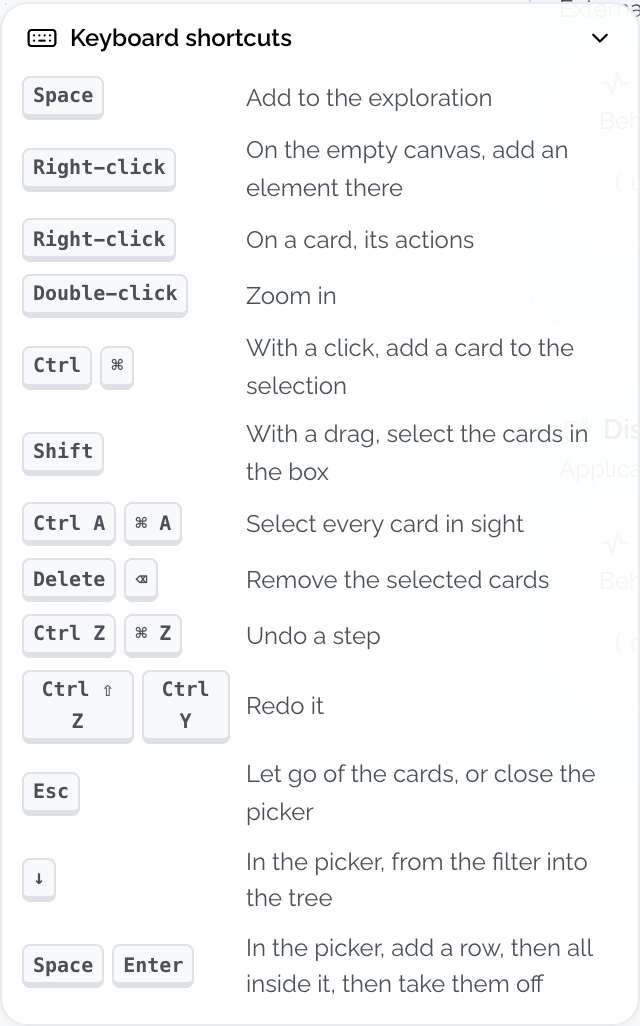 Keyboard shortcuts
Space Add to the exploration
Right-click On the empty canvas, add an
element there
Right-click On a card, its actions
Double-click Zoom in
Ctrl ⌘ With a click, add a card to the
selection
Shift With a drag, select the cards in
the box
Ctrl A ⌘ A Select every card in sight
Delete ⌫ Remove the selected cards
Ctrl Z ⌘ Z Undo a step
Ctrl ⇧ Z Ctrl Y Redo it
Esc Let go of the cards, or close the
picker
↓ In the picker, from the filter into
the tree
Space Enter In the picker, add a row, then all
inside it, then take them off